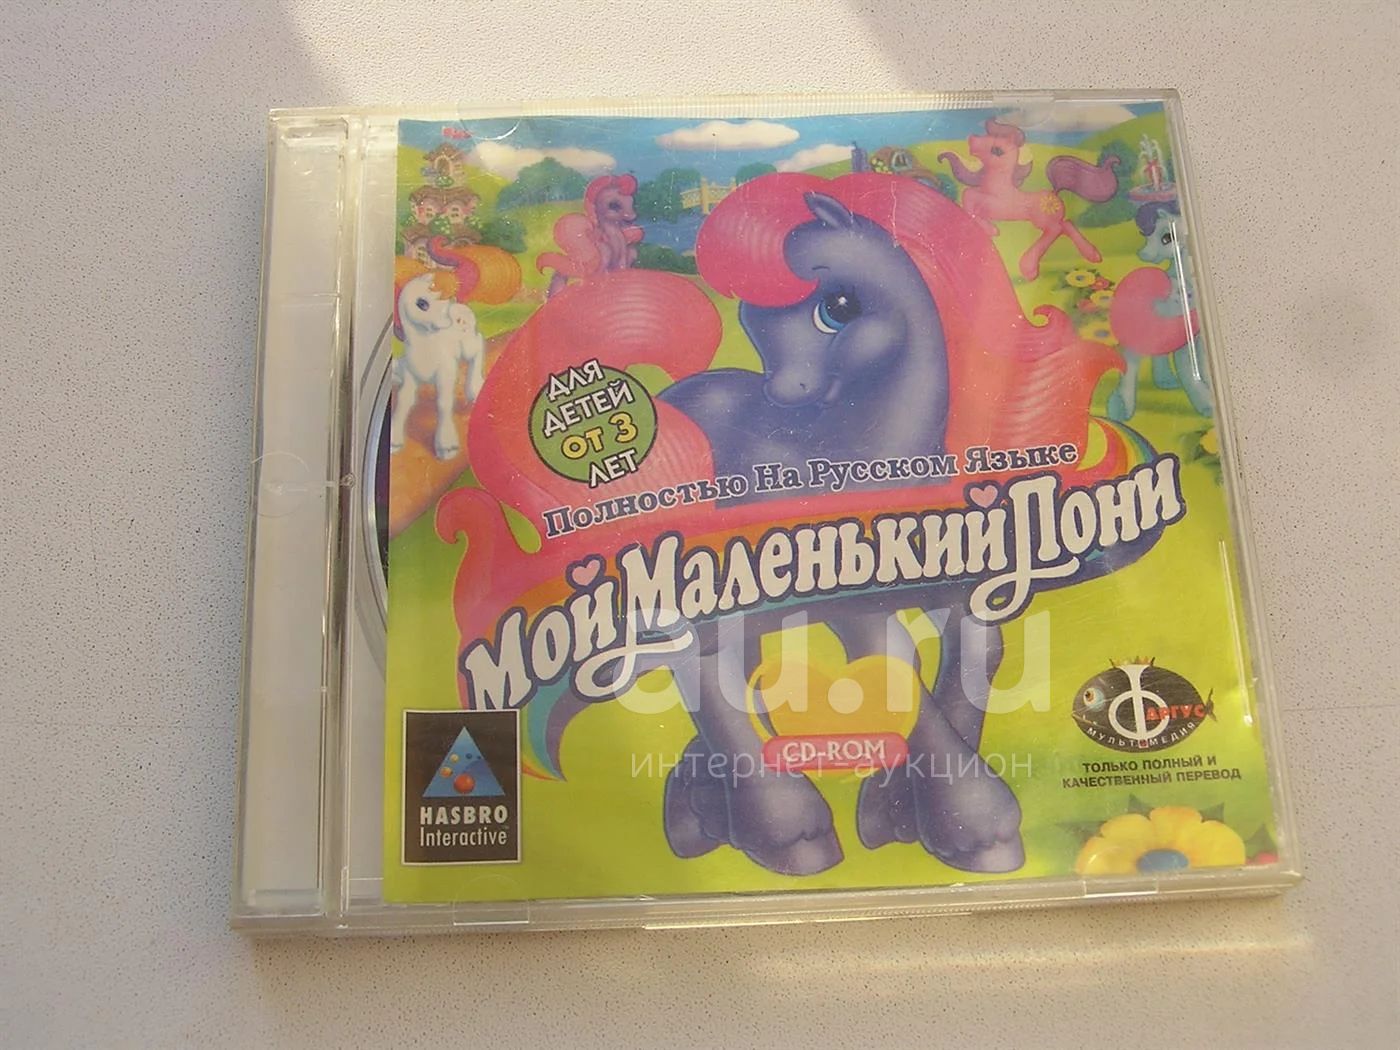 ДЛЯ
ДЕТЕЙ
ОТ 3
ЛЕТ
Полностью На Русском Языке
Мой Маленький Пони
au.ru
интернет-аукцион
CD-ROM
HASBRO
Interactive™
ФАРГУС
МУЛЬТИМЕДИЯ
ТОЛЬКО ПОЛНЫЙ И
КАЧЕСТВЕННЫЙ ПЕРЕВОД